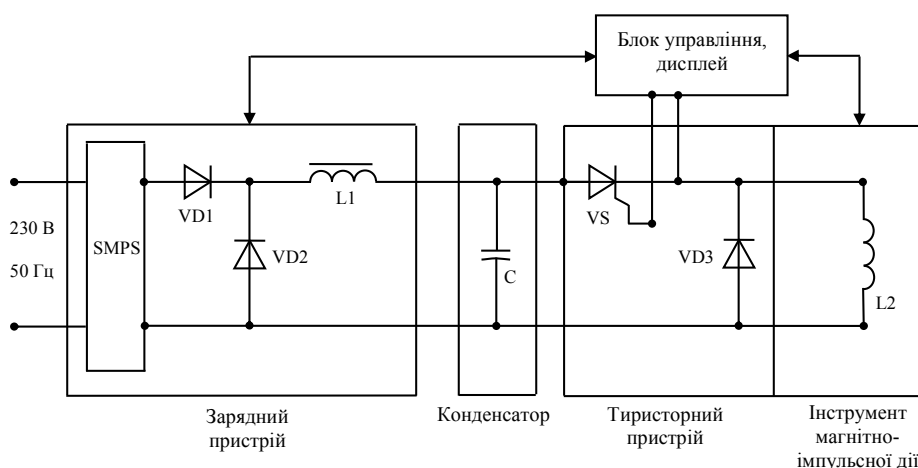 Блок управління,
дисплей
230 В
50 Гц
SMPS
VD1
VD2
L1
C
VS
VD3
L2
Зарядний
пристрій
Конденсатор
Тиристорний
пристрій
Інструмент
магнітно-
імпульсної дії